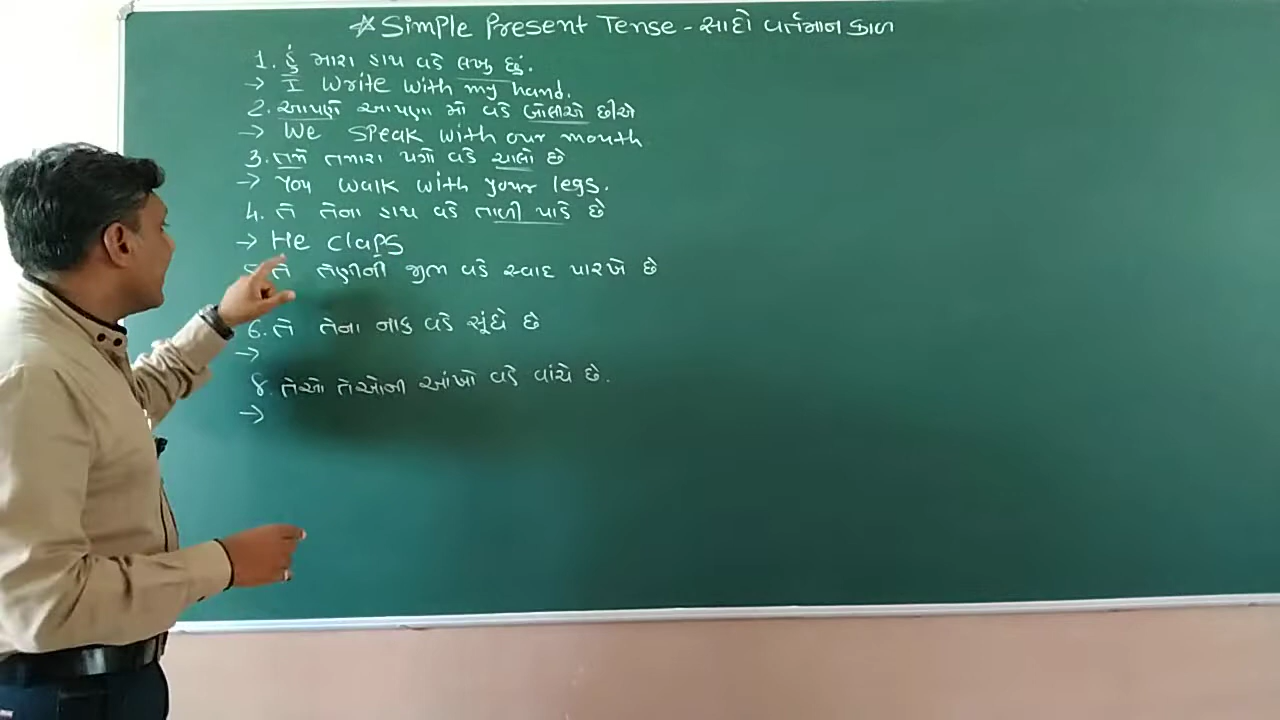 ☆ Simple Present Tense - સાદો વર્તમાન કાળ
1. હું મારા હાથ વડે લખુ છું.
→ I write with my hand.
2. આપણે આપણા મોં વડે બોલીએ છીએ
→ We speak with our mouth
3. તમે તમારા પગો વડે ચાલો છો
→ You walk with your legs.
4. તે તેના હાથ વડે તાળી પાડે છે
→ He claps
5. તે તેણીની જીભ વડે સ્વાદ પારખે છે
6. તે તેના નાક વડે સૂંઘે છે
→
8. તેઓ તેઓની આંખો વડે વાંચે છે.
→